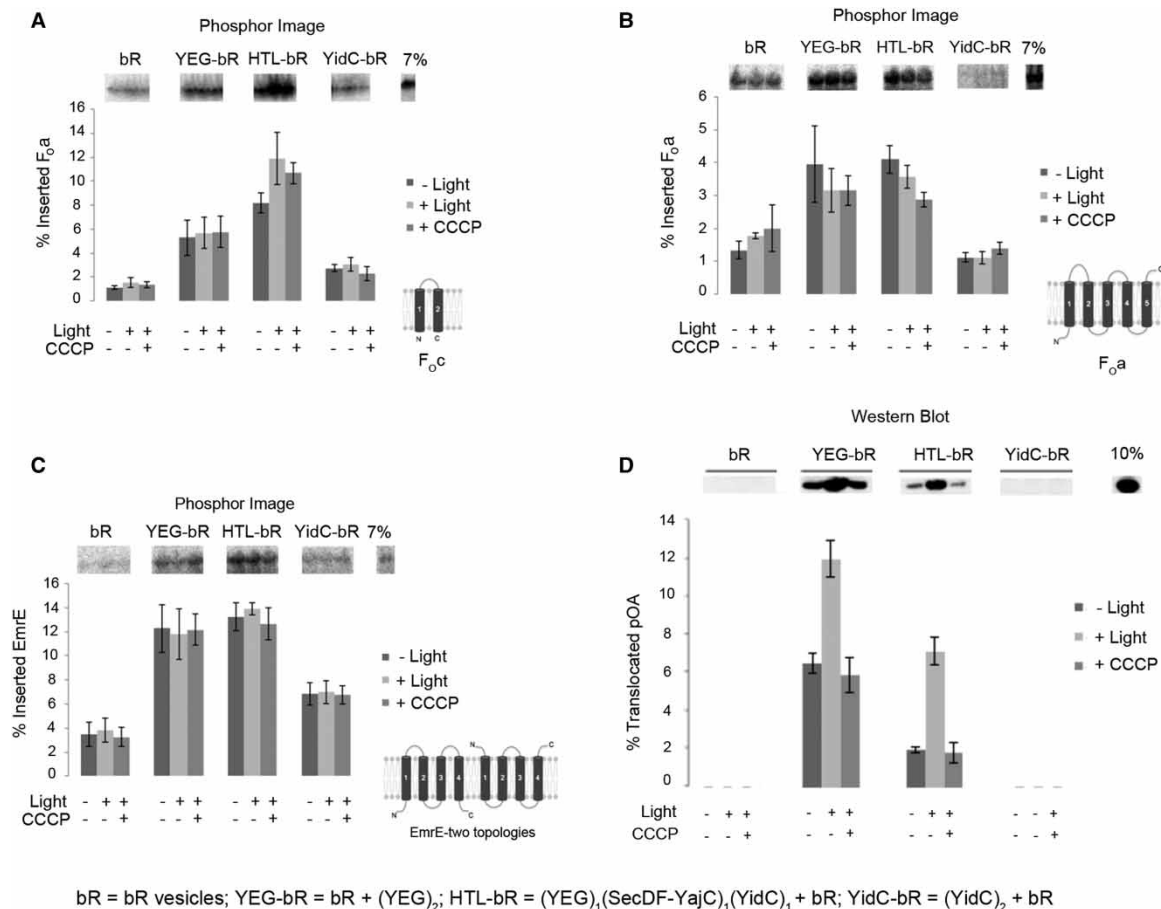 A
Phosphor Image
bR YEG-bR HTL-bR YidC-bR 7%
16
14
12
10
8
6
4
2
0
% Inserted Foa
- Light
+ Light
+ CCCP
Light - + + - + + - + + - + +
CCCP - - + - - + - - + - - +
1 2
N C
Foc
B
Phosphor Image
bR YEG-bR HTL-bR YidC-bR 7%
6
5
4
3
2
1
0
% Inserted Foa
- Light
+ Light
+ CCCP
Light - + + - + + - + + - + +
CCCP - - + - - + - - + - - +
1 2 3 4 5
N C
Foa
C
Phosphor Image
bR YEG-bR HTL-bR YidC-bR 7%
16
14
12
10
8
6
4
2
0
% Inserted EmrE
- Light
+ Light
+ CCCP
Light - + + - + + - + + - + +
CCCP - - + - - + - - + - - +
N C
1 2 3 4 1 2 3 4
N C
EmrE-two topologies
D
Western Blot
bR YEG-bR HTL-bR YidC-bR 10%
14
12
10
8
6
4
2
0
% Translocated pOA
- Light
+ Light
+ CCCP
Light - + + - + + - + + - - +
CCCP - - + - - + - - + - - +
bR = bR vesicles; YEG-bR = bR + (YEG)₂; HTL-bR = (YEG)₁(SecDF-YajC)₁(YidC)₁ + bR; YidC-bR = (YidC)₂ + bR